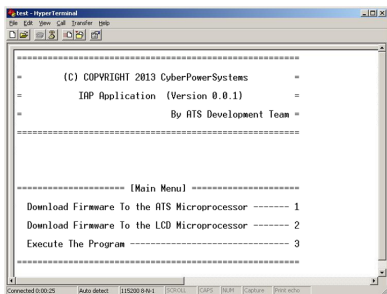 test - HyperTerminal
File Edit View Call Transfer Help
==========================================================
= (C) COPYRIGHT 2013 CyberPowerSystems =
= IAP Application (Version 0.0.1) =
= By ATS Development Team =
==========================================================
===================== [Main Menu] ======================
Download Firmware To the ATS Microprocessor ------- 1
Download Firmware To the LCD Microprocessor ------- 2
Execute The Program -------------------------------- 3
==========================================================
Connected 0:00:25 Auto detect 115200 8-N-1 SCROLL CAPS NUM Capture Print echo